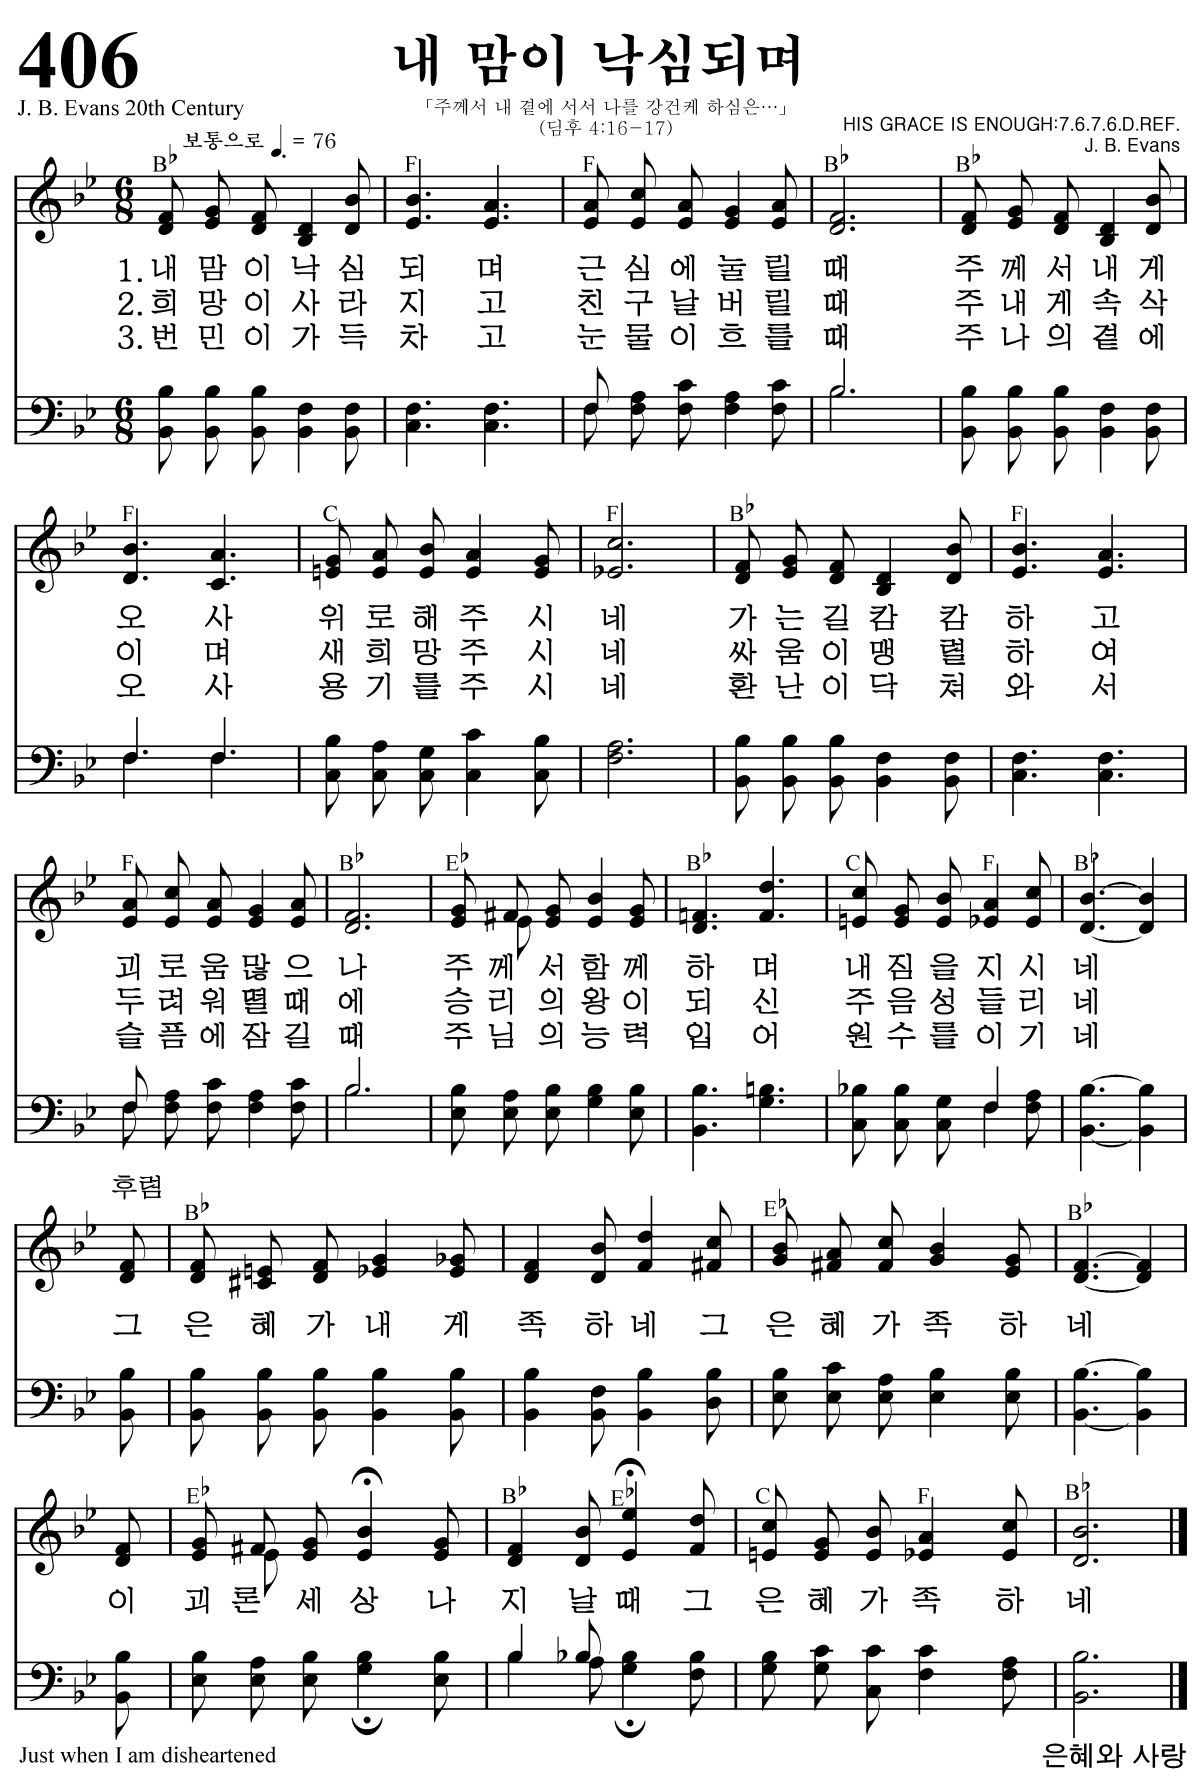 406
내 맘이 낙심되며
J. B. Evans 20th Century
「주께서 내 곁에 서서 나를 강건케 하심은…」
(딤후 4:16-17)
HIS GRACE IS ENOUGH:7.6.7.6.D.REF.
J. B. Evans
보통으로 ♩. = 76
B♭ F F B♭ B♭
6 8
1. 내 맘 이 낙 심 되 며 근 심 에 눌 릴 때 주 께 서 내 게
2. 희 망 이 사 라 지 고 친 구 날 버 릴 때 주 내 게 속 삭
3. 번 민 이 가 득 차 고 눈 물 이 흐 를 때 주 나 의 곁 에
6 8
F C F B♭ F
오 사 위 로 해 주 시 네 가 는 길 캄 캄 하 고
이 며 새 희 망 주 시 네 싸 움 이 맹 렬 하 여
오 사 용 기 를 주 시 네 환 난 이 닥 쳐 와 서
F B♭ E♭ B♭ C F B♭
괴 로 움 많 으 나 주 께 서 함 께 하 며 내 짐 을 지 시 네
두 려 워 떨 때 에 승 리 의 왕 이 되 신 주 음 성 들 리 네
슬 픔 에 잠 길 때 주 님 의 능 력 입 어 원 수 를 이 기 네
후렴
B♭ E♭ B♭
그 은 혜 가 내 게 족 하 네 그 은 혜 가 족 하 네
E♭ B♭ E♭ C F B♭
이 괴 론 세 상 나 지 날 때 그 은 혜 가 족 하 네
Just when I am disheartened
은혜와 사랑